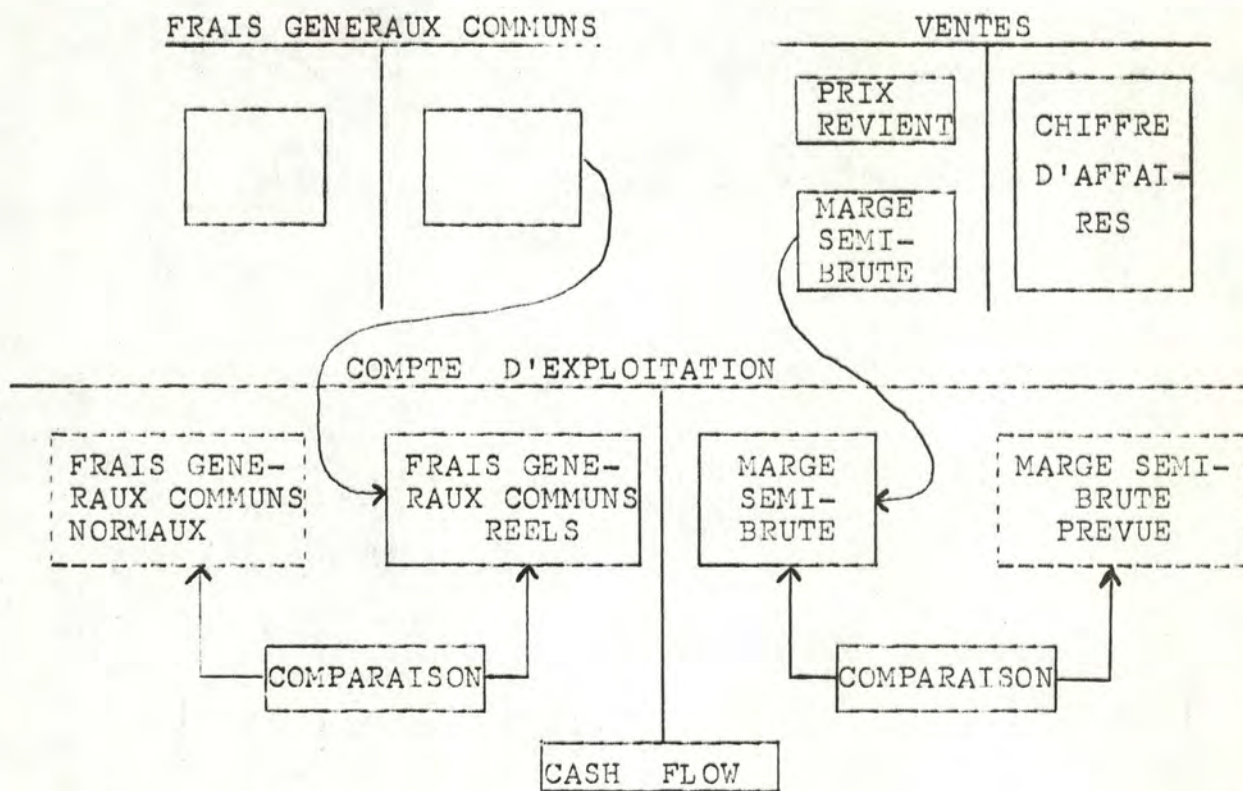 FRAIS GENERAUX COMMUNS
VENTES
PRIX
REVIENT
CHIFFRE
D'AFFAI-
RES
MARGE
SEMI-
BRUTE
COMPTE D'EXPLOITATION
FRAIS GENE-
RAUX COMMUNS
NORMAUX
FRAIS GENE-
RAUX COMMUNS
REELS
MARGE
SEMI-
BRUTE
MARGE SEMI-
BRUTE
PREVUE
COMPARAISON
COMPARAISON
CASH FLOW